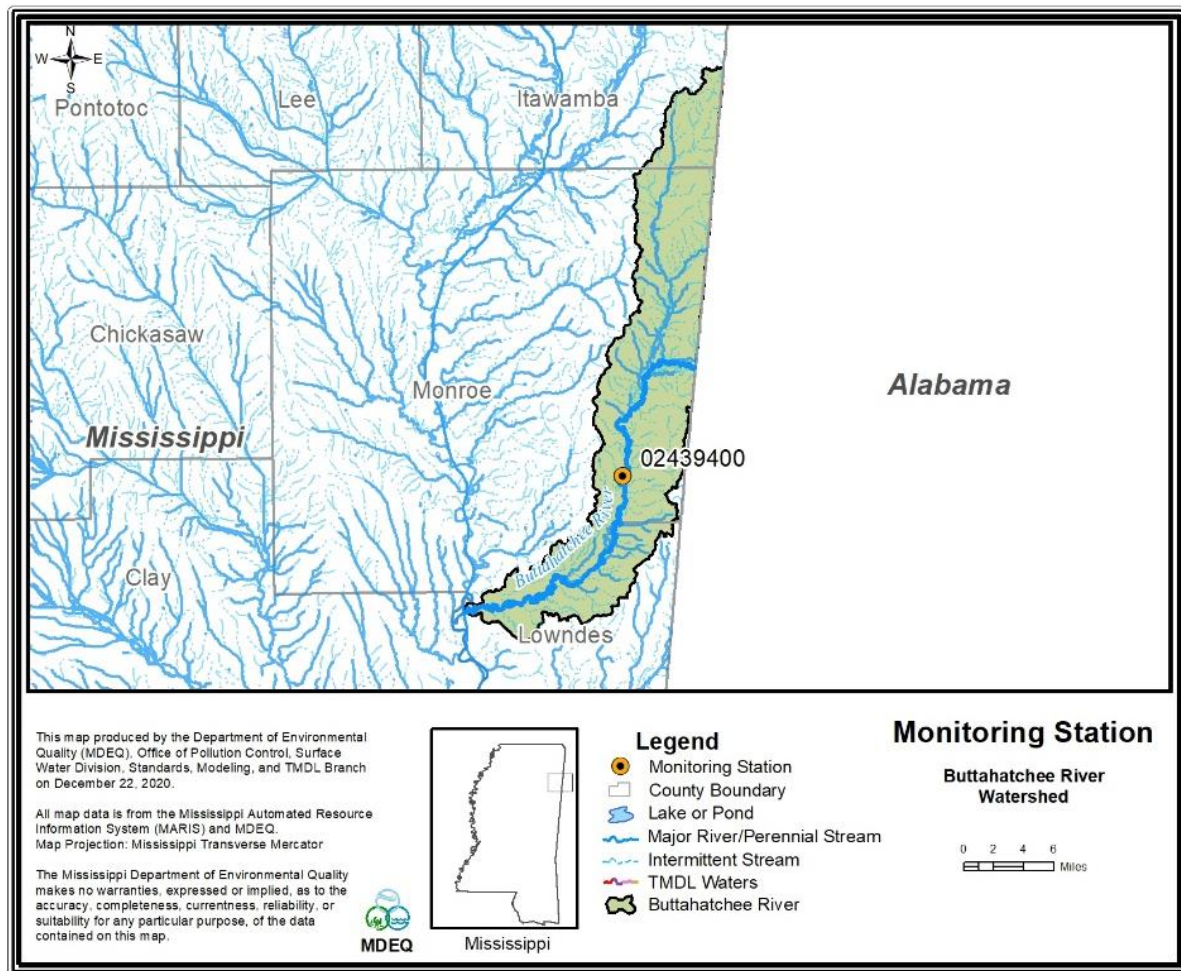 N
W E
S
Pontotoc
Lee
Itawamba
Chickasaw
Monroe
Mississippi
Alabama
02439400
Buttahatchee River
Clay
Lowndes
This map produced by the Department of Environmental
Quality (MDEQ), Office of Pollution Control, Surface
Water Division, Standards, Modeling, and TMDL Branch
on December 22, 2020.
All map data is from the Mississippi Automated Resource
Information System (MARIS) and MDEQ.
Map Projection: Mississippi Transverse Mercator
The Mississippi Department of Environmental Quality
makes no warranties, expressed or implied, as to the
accuracy, completeness, currentness, reliability, or
suitability for any particular purpose, of the data
contained on this map.
MDEQ
Mississippi
Legend
Monitoring Station
County Boundary
Lake or Pond
Major River/Perennial Stream
Intermittent Stream
TMDL Waters
Buttahatchee River
Monitoring Station
Buttahatchee River
Watershed
0 2 4 6
Miles